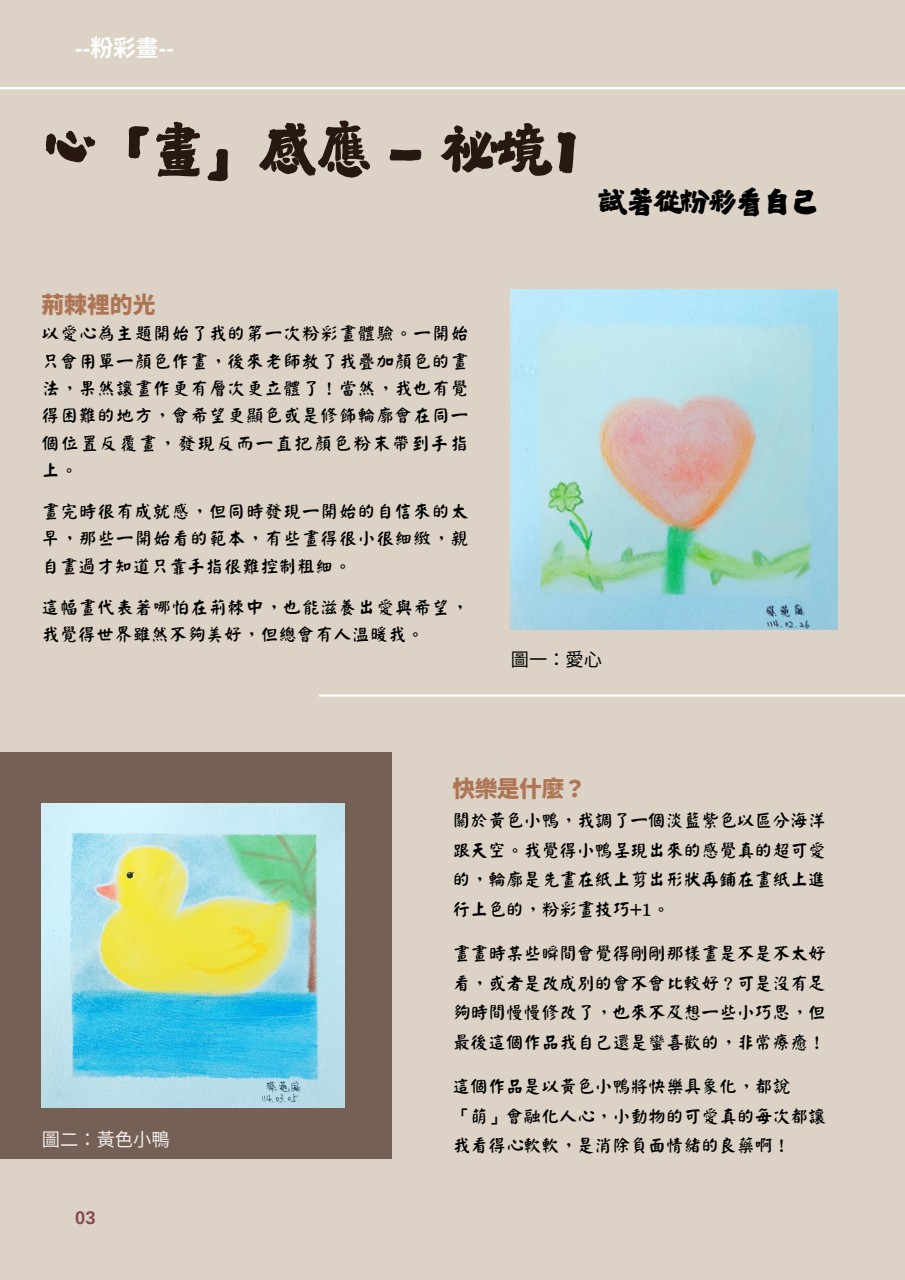 --粉彩畫--
心「畫」感應 – 祕境1
試著從粉彩看自己
荊棘裡的光
以愛心為主題開始了我的第一次粉彩畫體驗。一開始
只會用單一顏色作畫，後來老師教了我疊加顏色的畫
法，果然讓畫作更有層次更立體了！當然，我也有覺
得困難的地方，會希望更顯色或是修飾輪廓會在同一
個位置反覆畫，發現反而一直把顏色粉末帶到手指
上。
畫完時很有成就感，但同時發現一開始的自信來的太
早，那些一開始看的範本，有些畫得很小很細緻，親
自畫過才知道只靠手指很難控制粗細。
這幅畫代表著哪怕在荊棘中，也能滋養出愛與希望，
我覺得世界雖然不夠美好，但總會有人溫暖我。
114.02.26
圖一：愛心
快樂是什麼？
關於黃色小鴨，我調了一個淡藍紫色以區分海洋
跟天空。我覺得小鴨呈現出來的感覺真的超可愛
的，輪廓是先畫在紙上剪出形狀再鋪在畫紙上進
行上色的，粉彩畫技巧+1。
畫畫時某些瞬間會覺得剛剛那樣畫是不是不太好
看，或者是改成別的會不會比較好？可是沒有足
夠時間慢慢修改了，也來不及想一些小巧思，但
最後這個作品我自己還是蠻喜歡的，非常療癒！
這個作品是以黃色小鴨將快樂具象化，都說
「萌」會融化人心，小動物的可愛真的每次都讓
我看得心軟軟，是消除負面情緒的良藥啊！
114.03.05
圖二：黃色小鴨
03